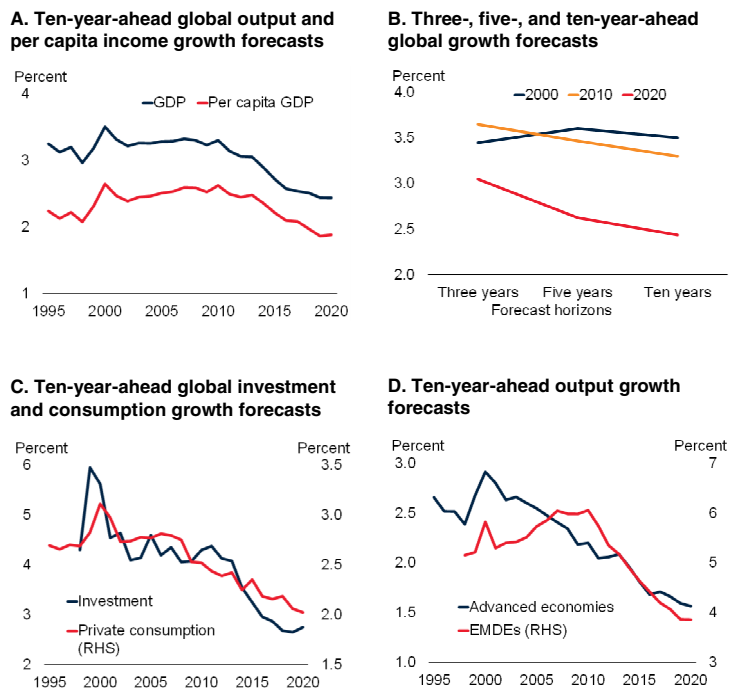 A. Ten-year-ahead global output and
per capita income growth forecasts
Percent
4
GDP
Per capita GDP
3
2
1
1995
2000
2005
2010
2015
2020
B. Three-, five-, and ten-year-ahead
global growth forecasts
Percent
4.0
2000
2010
2020
3.5
3.0
2.5
2.0
Three years
Five years
Ten years
Forecast horizons
C. Ten-year-ahead global investment
and consumption growth forecasts
Percent
Percent
6
3.5
5
3.0
4
2.5
Investment
3
2.0
Private consumption
(RHS)
2
1.5
1995
2000
2005
2010
2015
2020
D. Ten-year-ahead output growth
forecasts
Percent
Percent
3.0
7
2.5
6
2.0
5
Advanced economies
1.5
4
EMDEs (RHS)
1.0
3
1995
2000
2005
2010
2015
2020